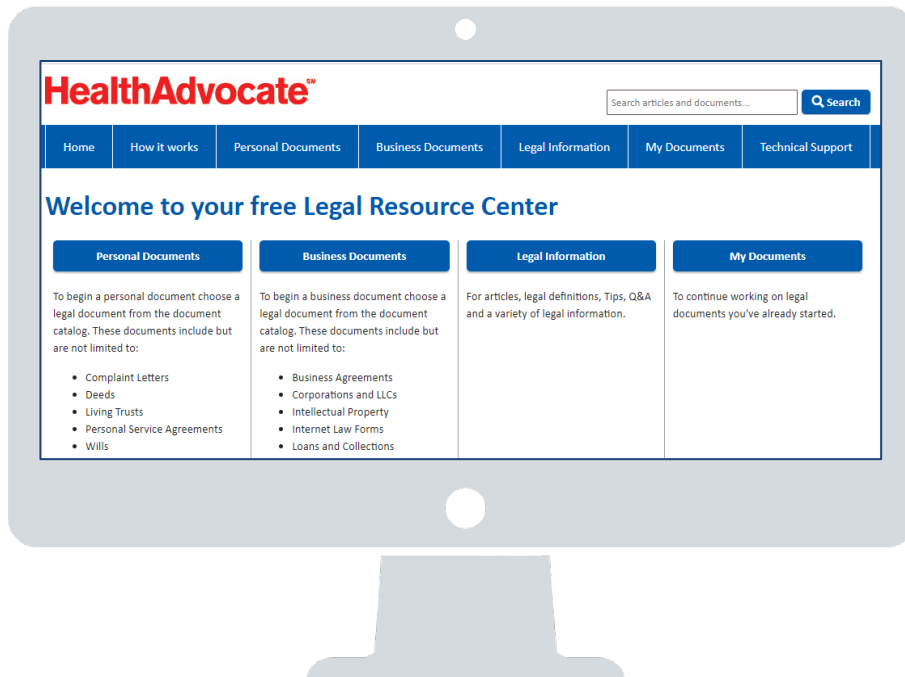 HealthAdvocate℠
Search articles and documents...
Search
Home
How it works
Personal Documents
Business Documents
Legal Information
My Documents
Technical Support
Welcome to your free Legal Resource Center
Personal Documents
To begin a personal document choose a
legal document from the document
catalog. These documents include but
are not limited to:
• Complaint Letters
• Deeds
• Living Trusts
• Personal Service Agreements
• Wills
Business Documents
To begin a business document choose a
legal document from the document
catalog. These documents include but
are not limited to:
• Business Agreements
• Corporations and LLCs
• Intellectual Property
• Internet Law Forms
• Loans and Collections
Legal Information
For articles, legal definitions, Tips, Q&A
and a variety of legal information.
My Documents
To continue working on legal
documents you've already started.